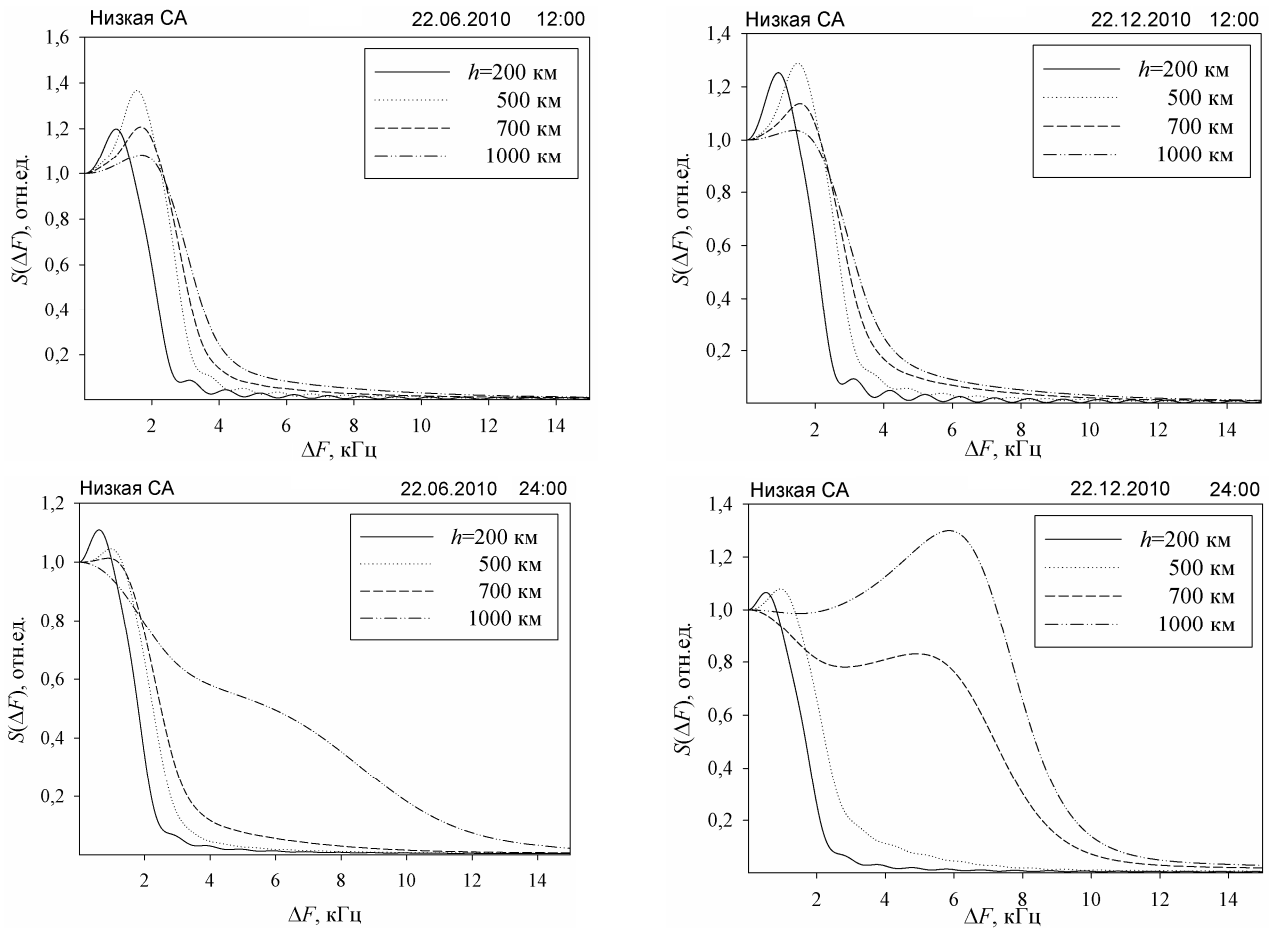 Низкая СА 22.06.2010 12:00
1,6
1,4
1,2
1,0
0,8
0,6
0,4
0,2
S(ΔF), отн.ед.
h=200 км
500 км
700 км
1000 км
2 4 6 8 10 12 14
ΔF, кГц
Низкая СА 22.12.2010 12:00
1,4
1,2
1,0
0,8
0,6
0,4
0,2
S(ΔF), отн.ед.
h=200 км
500 км
700 км
1000 км
2 4 6 8 10 12 14
ΔF, кГц
Низкая СА 22.06.2010 24:00
1,2
1,0
0,8
0,6
0,4
0,2
S(ΔF), отн.ед.
h=200 км
500 км
700 км
1000 км
2 4 6 8 10 12 14
ΔF, кГц
Низкая СА 22.12.2010 24:00
1,4
1,2
1,0
0,8
0,6
0,4
0,2
S(ΔF), отн.ед.
h=200 км
500 км
700 км
1000 км
2 4 6 8 10 12 14
ΔF, кГц